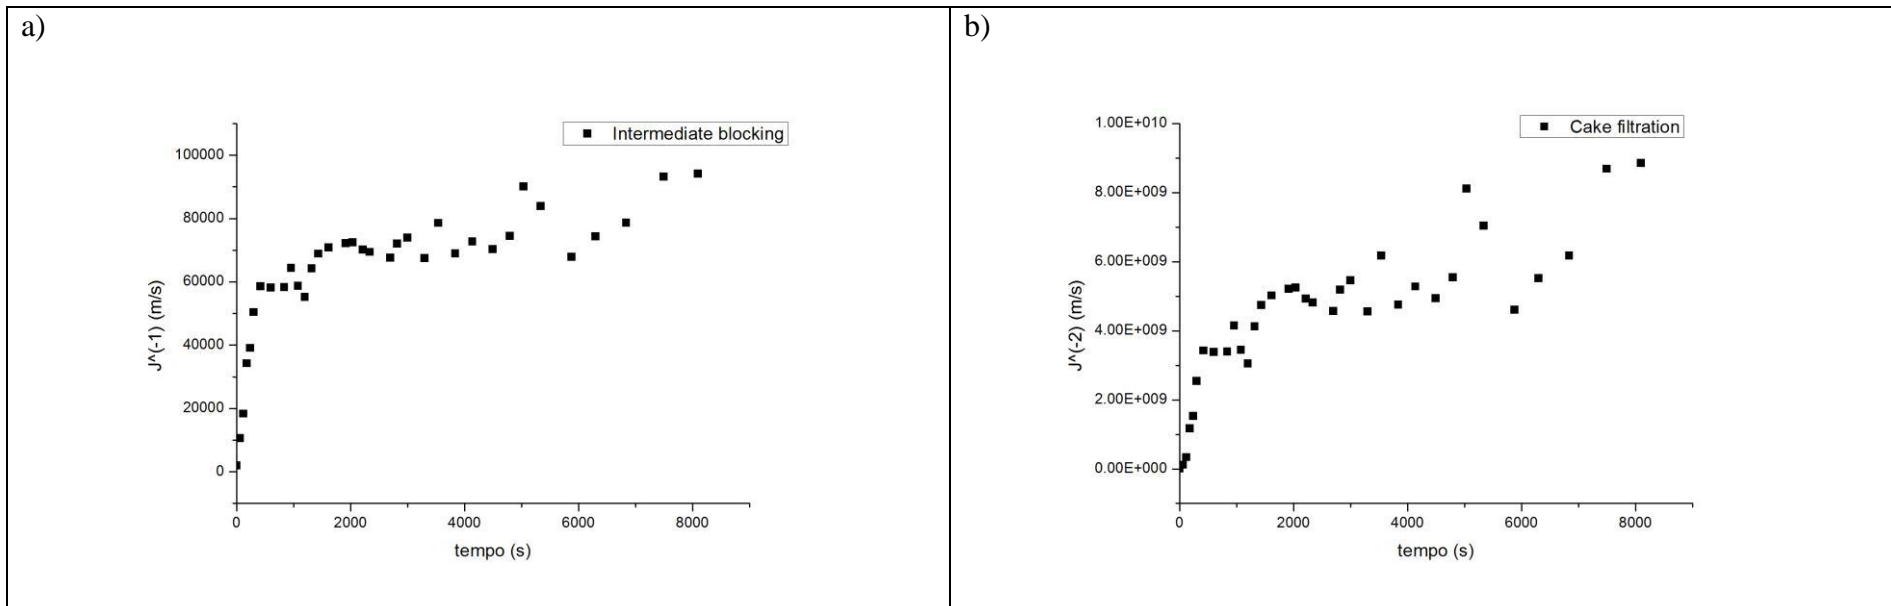 a)
Intermediate blocking
100000
80000
60000
40000
20000
0
J^(-1) (m/s)
0 2000 4000 6000 8000
tempo (s)
b)
Cake filtration
1.00E+010
8.00E+009
6.00E+009
4.00E+009
2.00E+009
0.00E+000
J^(-2) (m/s)
0 2000 4000 6000 8000
tempo (s)